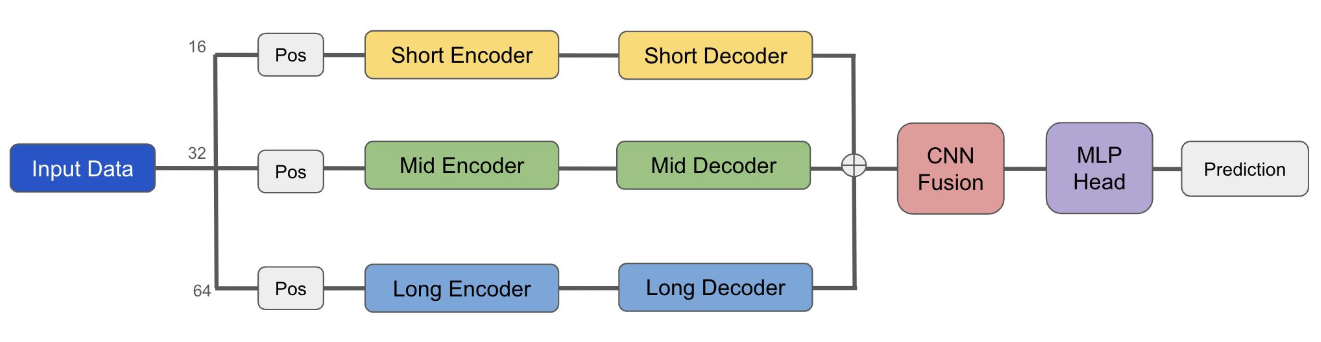 16
Pos
Short Encoder
Short Decoder
Input Data
32
Pos
Mid Encoder
Mid Decoder
CNN
Fusion
MLP
Head
Prediction
64
Pos
Long Encoder
Long Decoder